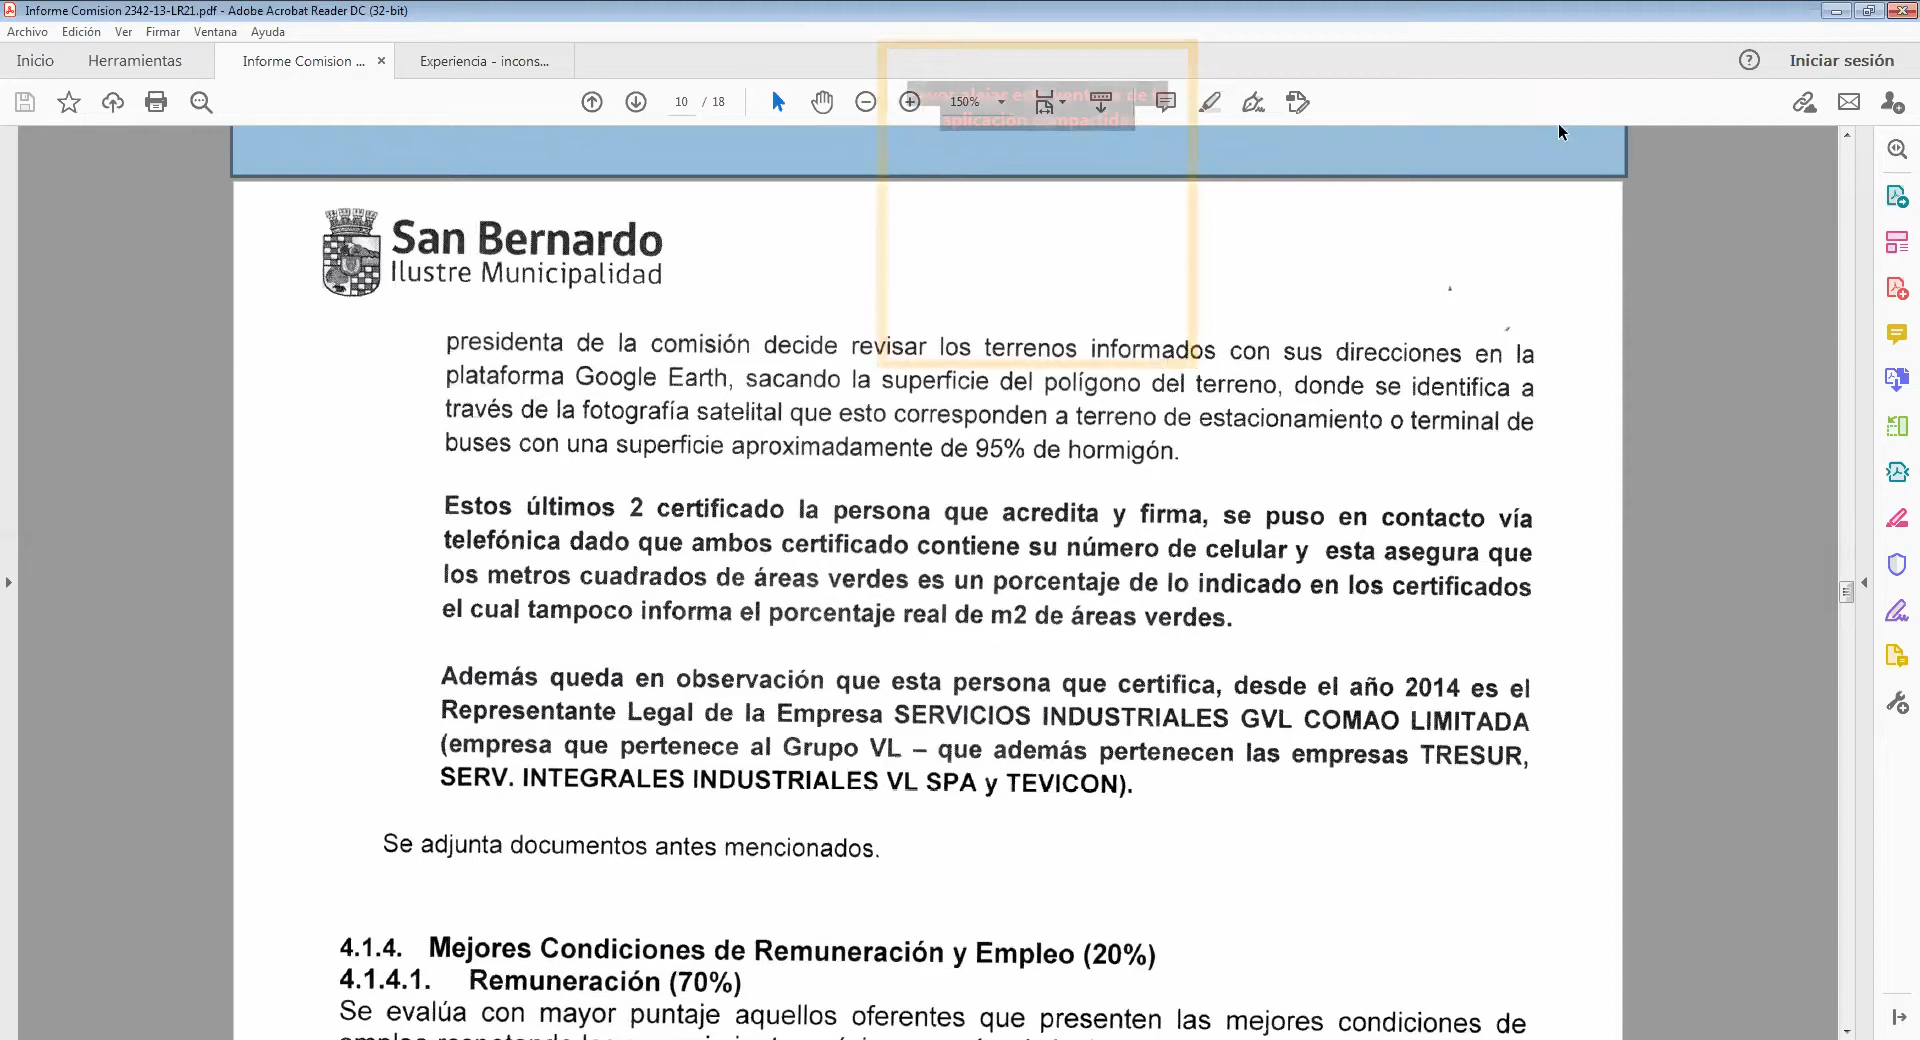 Informe Comision 2342-13-LR21.pdf - Adobe Acrobat Reader DC (32-bit)
Archivo Edición Ver Firmar Ventana Ayuda
Inicio Herramientas Informe Comision ... × Experiencia - incons... Iniciar sesión
10 / 18 150%
aplicación compartida
San Bernardo
Ilustre Municipalidad
presidenta de la comisión decide revisar los terrenos informados con sus direcciones en la
plataforma Google Earth, sacando la superficie del polígono del terreno, donde se identifica a
través de la fotografía satelital que esto corresponden a terreno de estacionamiento o terminal de
buses con una superficie aproximadamente de 95% de hormigón.
Estos últimos 2 certificado la persona que acredita y firma, se puso en contacto vía
telefónica dado que ambos certificado contiene su número de celular y esta asegura que
los metros cuadrados de áreas verdes es un porcentaje de lo indicado en los certificados
el cual tampoco informa el porcentaje real de m2 de áreas verdes.
Además queda en observación que esta persona que certifica, desde el año 2014 es el
Representante Legal de la Empresa SERVICIOS INDUSTRIALES GVL COMAO LIMITADA
(empresa que pertenece al Grupo VL – que además pertenecen las empresas TRESUR,
SERV. INTEGRALES INDUSTRIALES VL SPA y TEVICON).
Se adjunta documentos antes mencionados.
4.1.4. Mejores Condiciones de Remuneración y Empleo (20%)
4.1.4.1. Remuneración (70%)
Se evalúa con mayor puntaje aquellos oferentes que presenten las mejores condiciones de